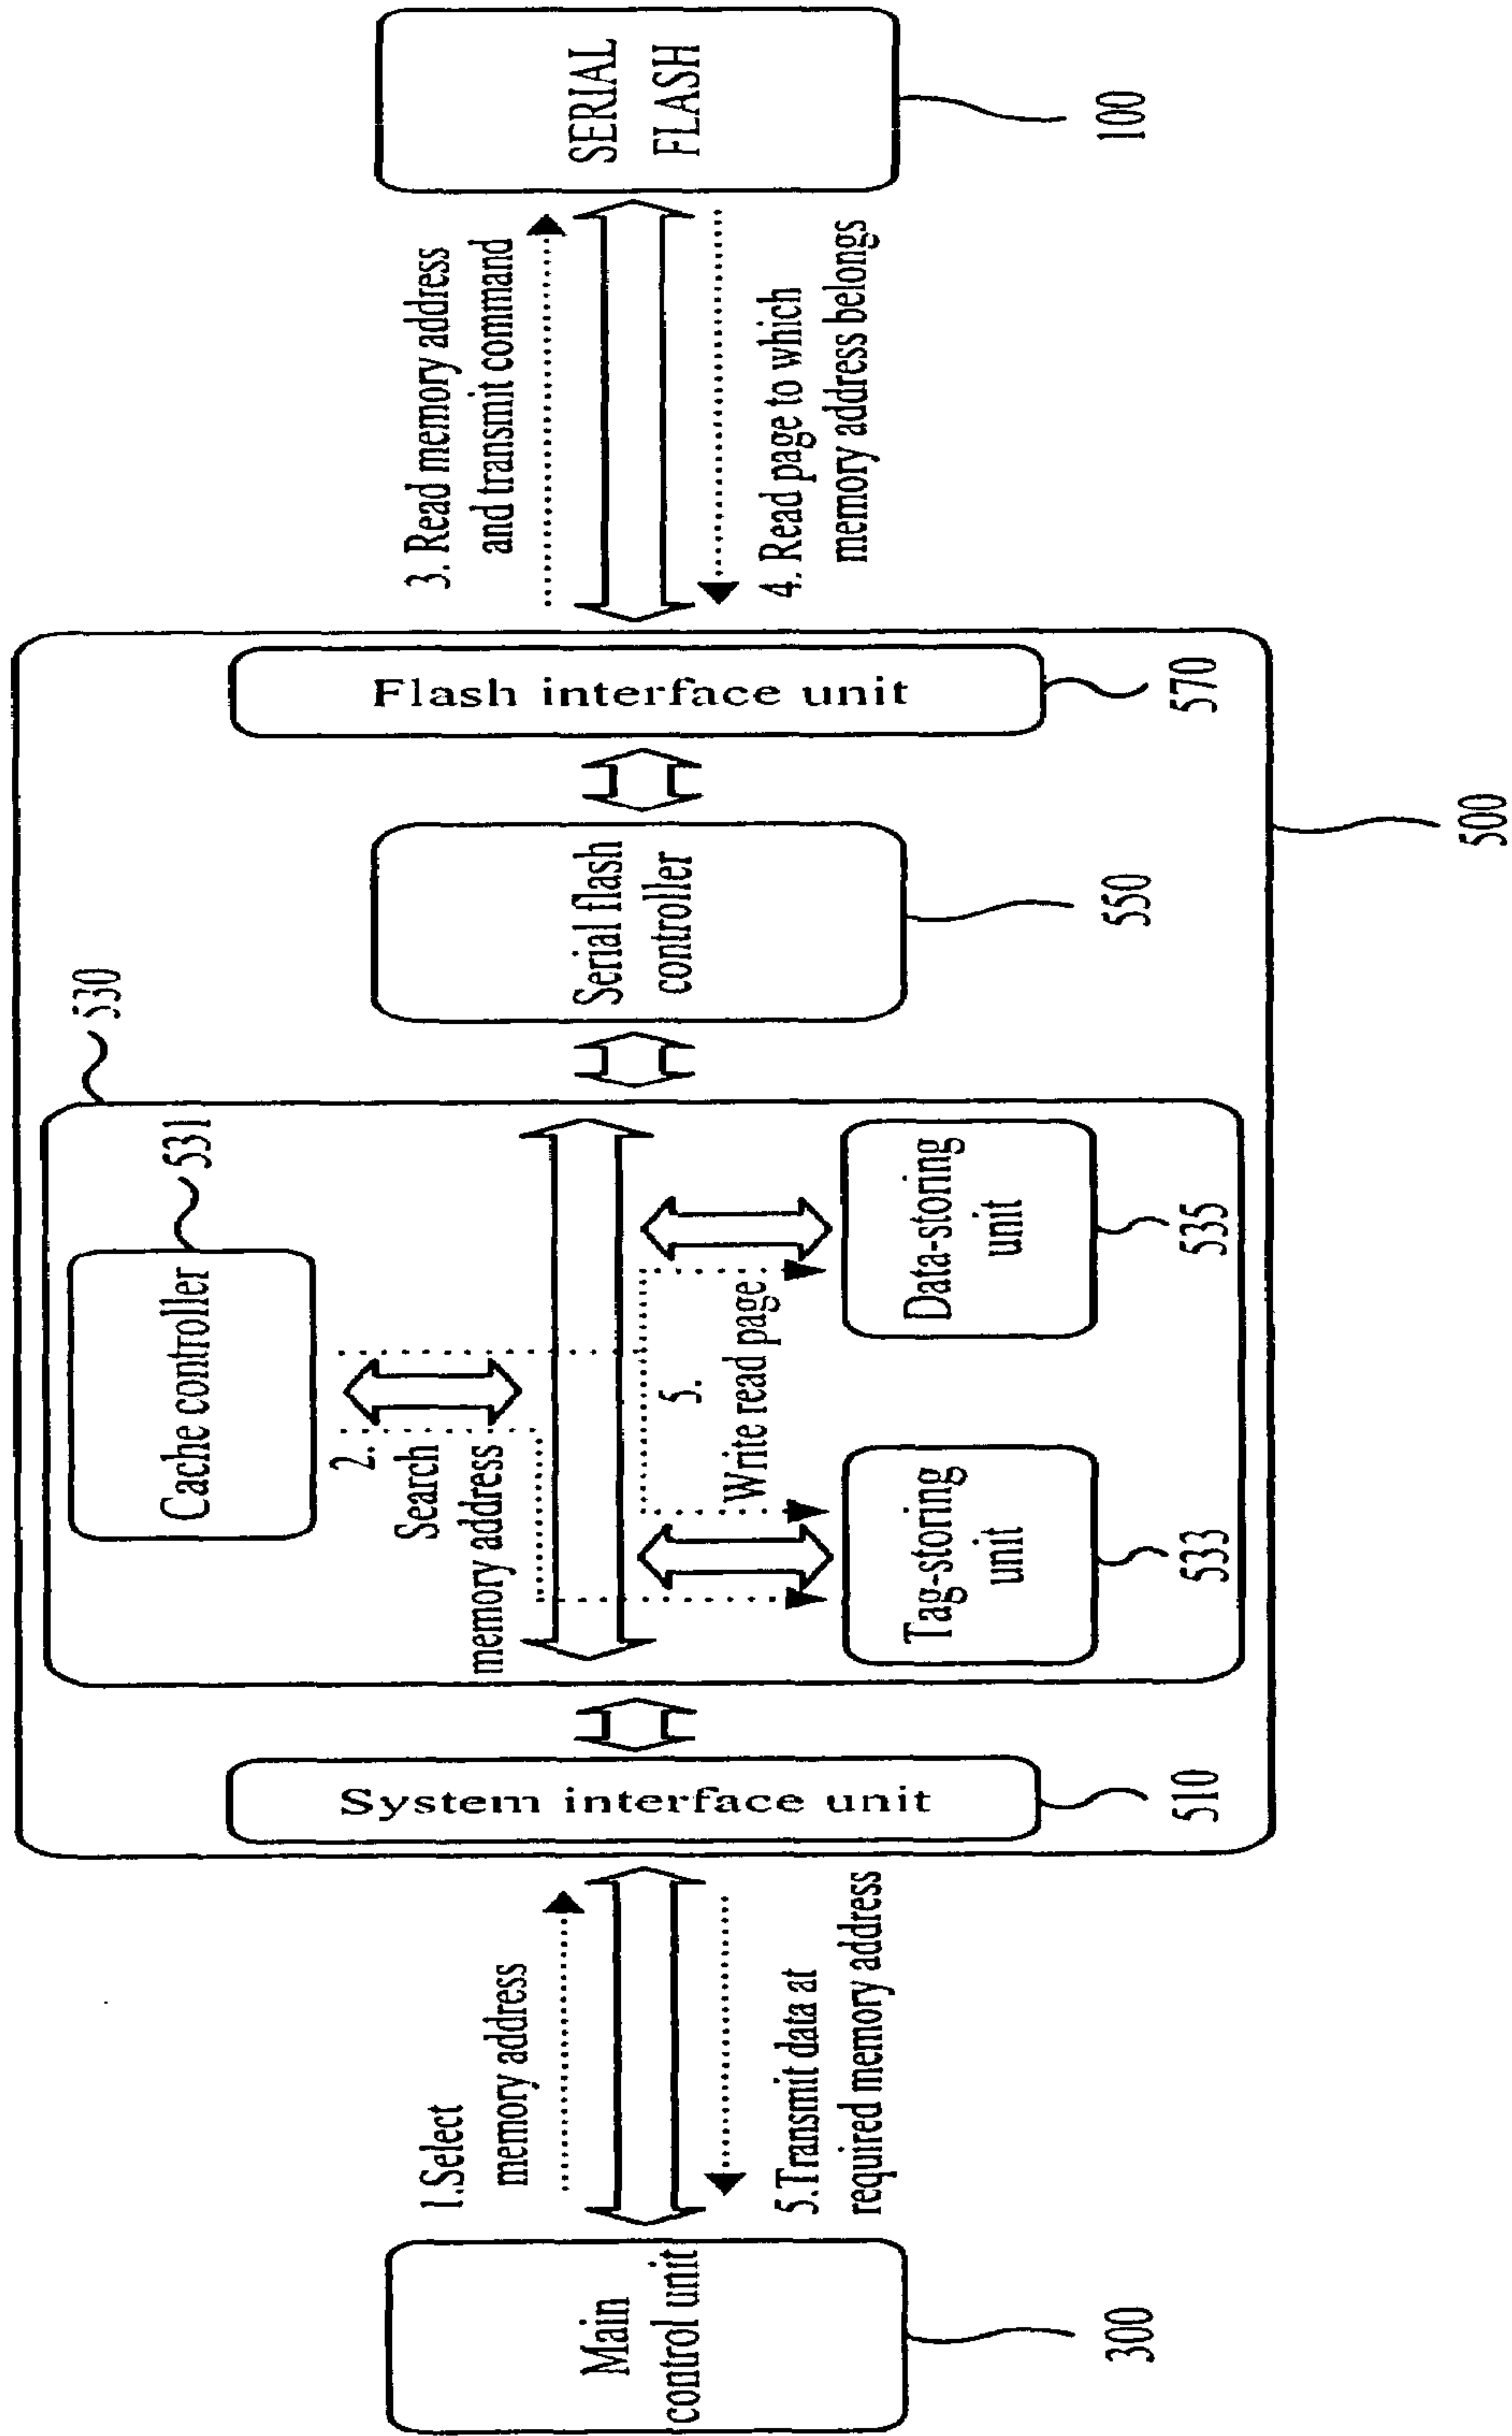 Main
control unit
300
1.Select
memory address
5.Transmit data at
required memory address
System interface unit
510
530
Cache controller
531
2.
Search
memory address
5.
Write read page
Tag-storing
unit
533
Data-storing
unit
535
Serial flash
controller
550
Flash interface unit
570
500
3. Read memory address
and transmit command
4. Read page to which
memory address belongs
SERIAL
FLASH
100